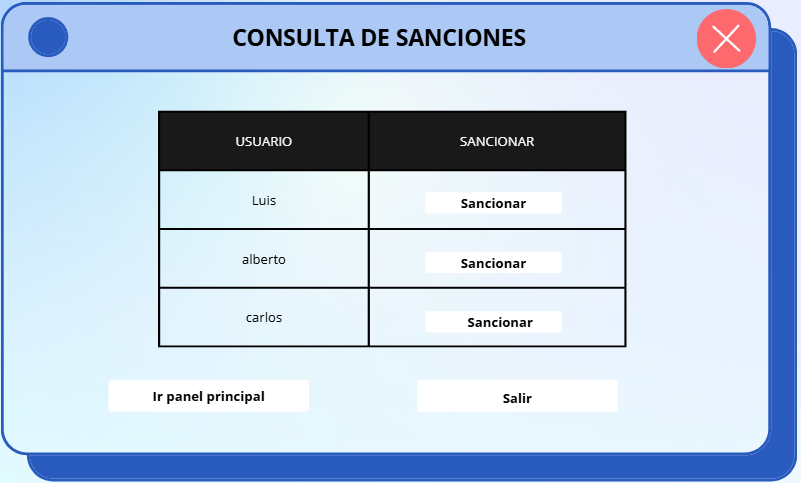 CONSULTA DE SANCIONES
USUARIO SANCIONAR
Luis Sancionar
alberto Sancionar
carlos Sancionar
Ir panel principal Salir